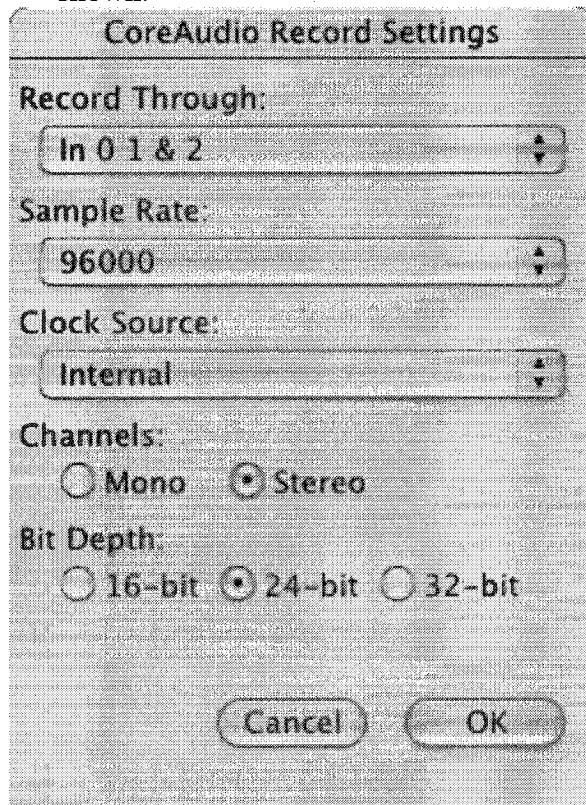 CoreAudio Record Settings
Record Through:
In 0 1 & 2
Sample Rate:
96000
Clock Source:
Internal
Channels:
Mono Stereo
Bit Depth:
16-bit 24-bit 32-bit
Cancel OK